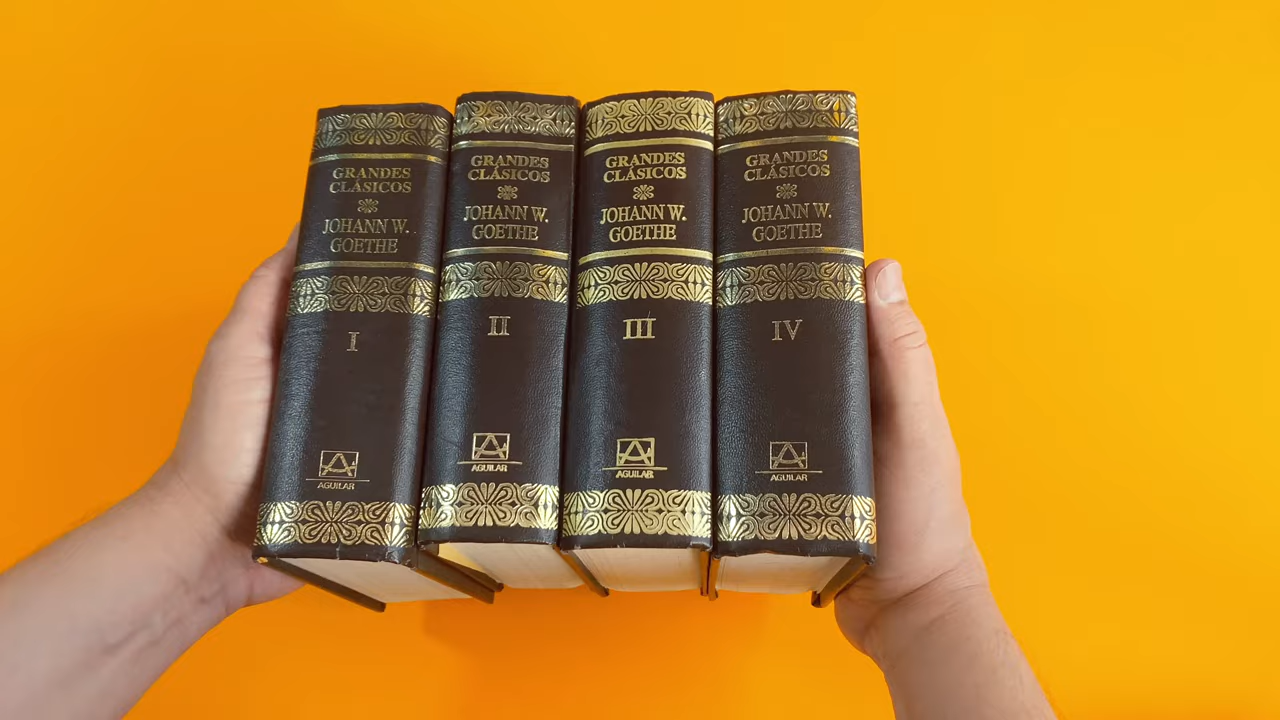 GRANDES
CLÁSICOS
JOHANN W.
GOETHE
I
AGUILAR
GRANDES
CLÁSICOS
JOHANN W.
GOETHE
II
AGUILAR
GRANDES
CLÁSICOS
JOHANN W.
GOETHE
III
AGUILAR
GRANDES
CLÁSICOS
JOHANN W.
GOETHE
IV
AGUILAR